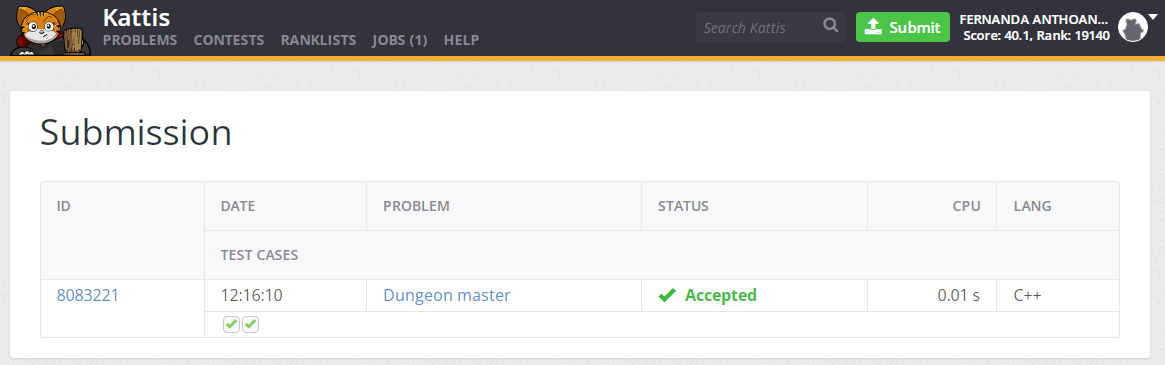 Kattis
PROBLEMS CONTESTS RANKLISTS JOBS (1) HELP
Search Kattis
Submit
FERNANDA ANTHOAN...
Score: 40.1, Rank: 19140
Submission
ID DATE PROBLEM STATUS CPU LANG
TEST CASES
8083221 12:16:10 Dungeon master Accepted 0.01 s C++